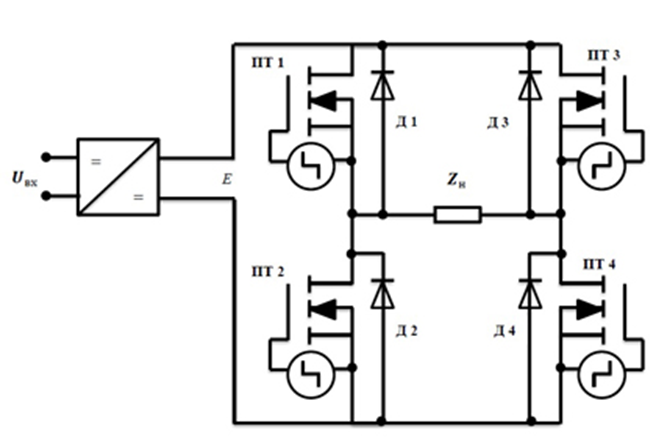 ПТ 1
ПТ 3
Д 1
Д 3
=
Uвх
E
Zн
=
ПТ 2
ПТ 4
Д 2
Д 4